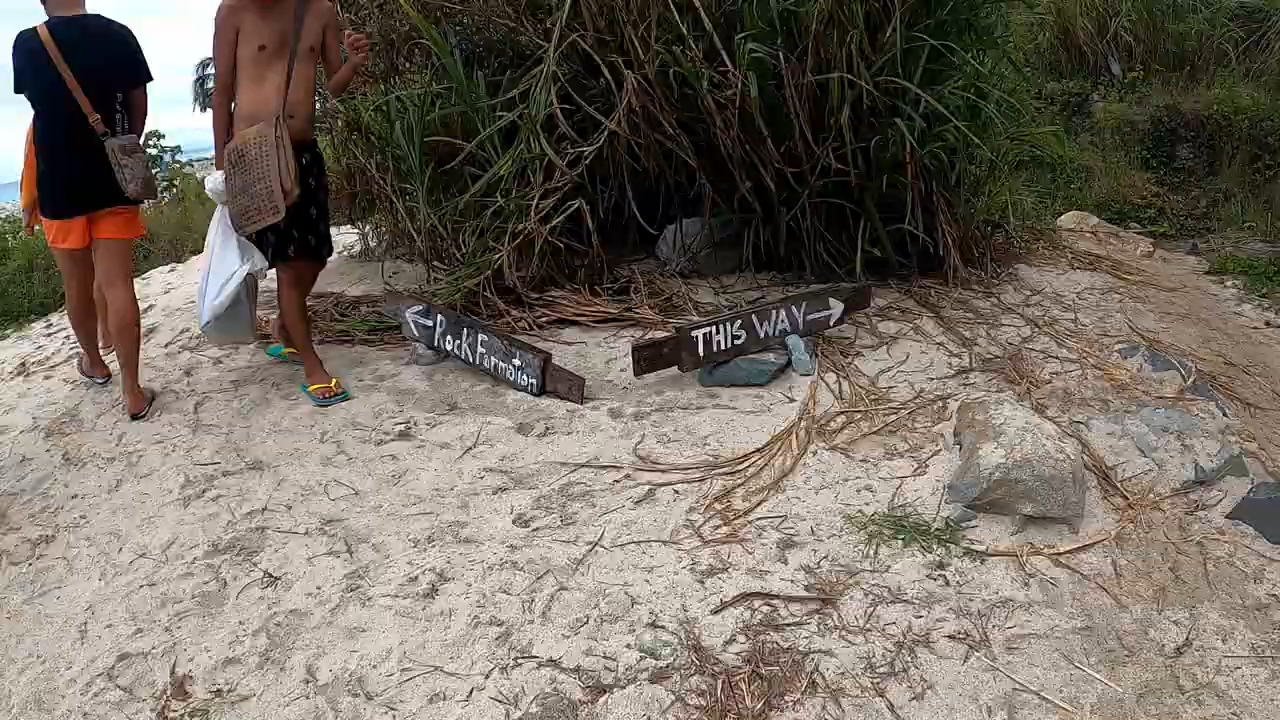 ← Rock Formation
THIS WAY →